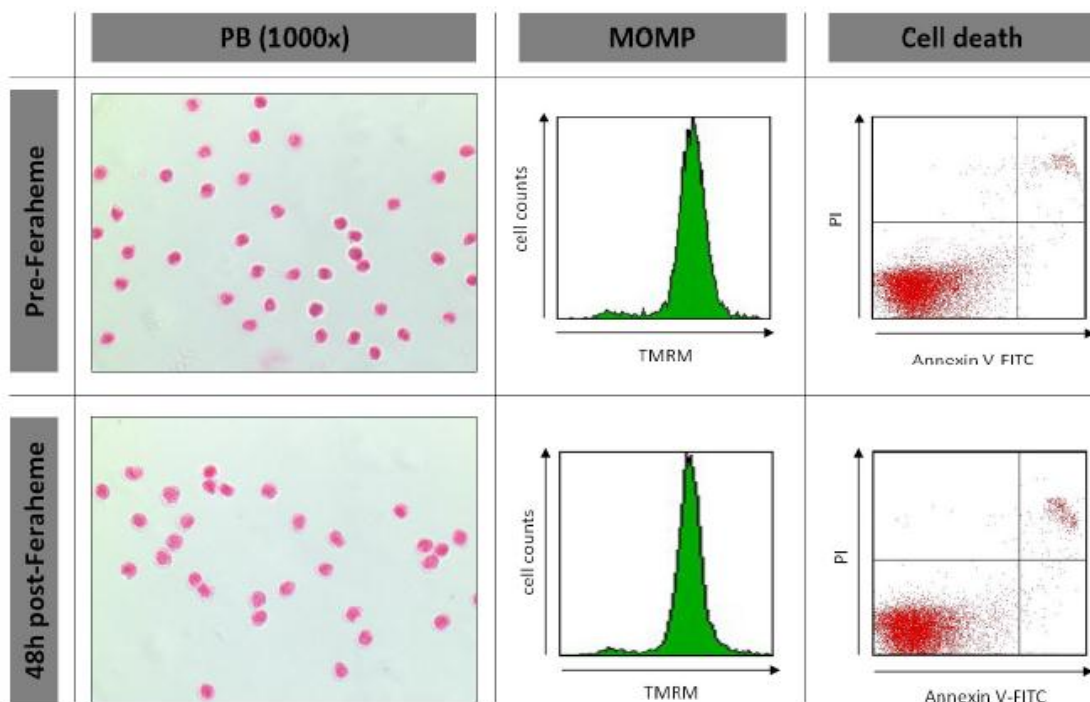 PB (1000x)
MOMP
Cell death
Pre-Feraheme
cell counts
TMRM
PI
Annexin V-FITC
48h post-Feraheme
cell counts
TMRM
PI
Annexin V-FITC